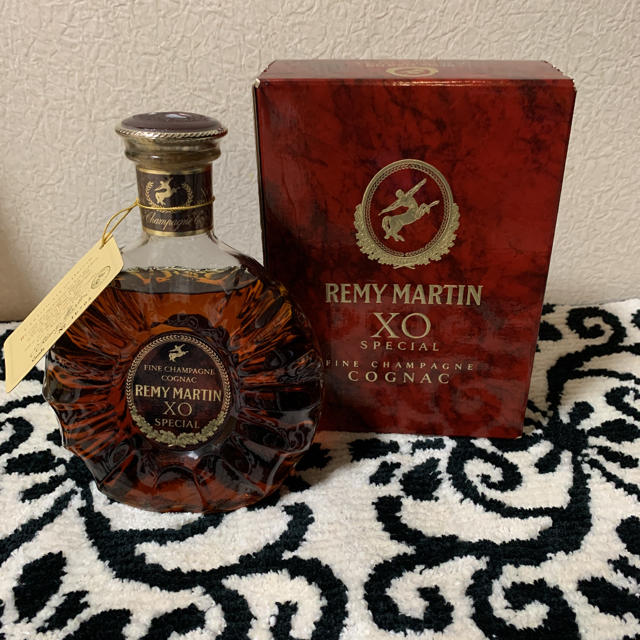 Champagne
FINE CHAMPAGNE
COGNAC
REMY MARTIN
XO
SPECIAL
REMY MARTIN
XO
SPECIAL
FINE CHAMPAGNE
COGNAC